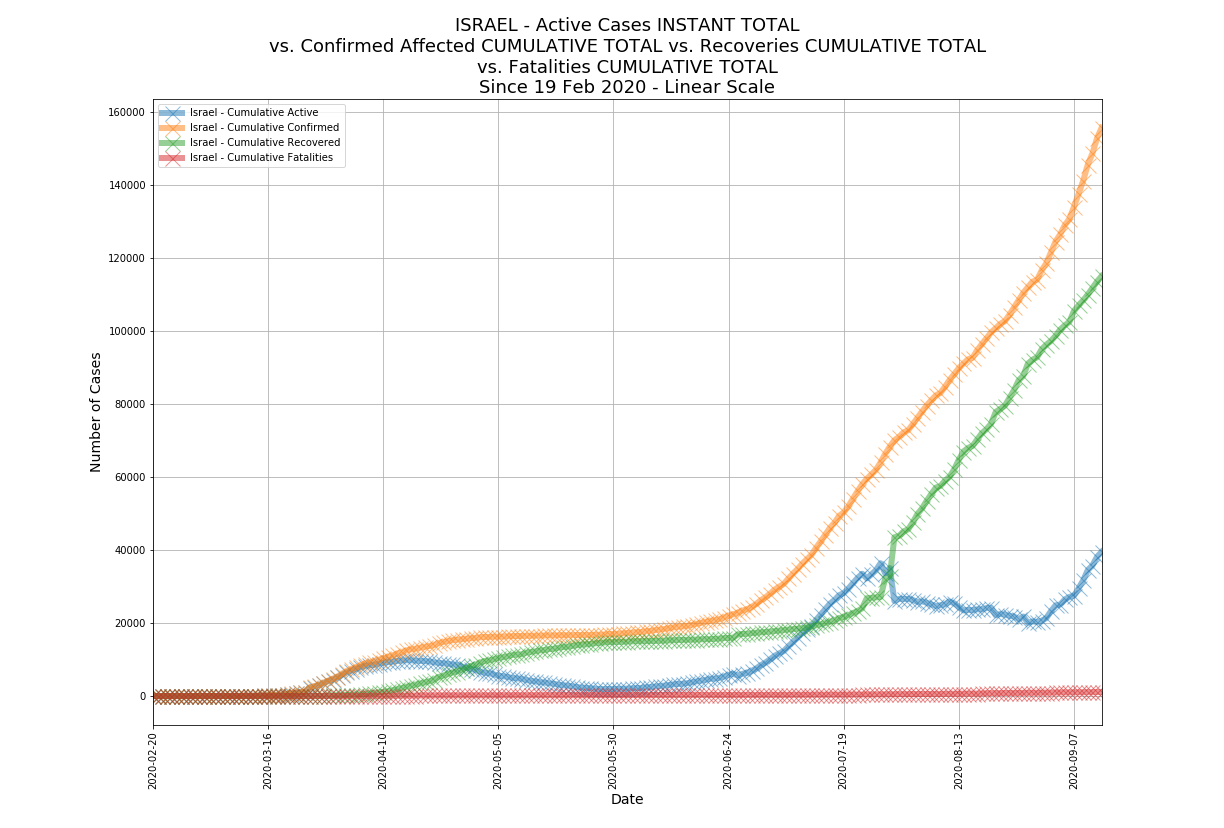 ISRAEL - Active Cases INSTANT TOTAL
vs. Confirmed Affected CUMULATIVE TOTAL vs. Recoveries CUMULATIVE TOTAL
vs. Fatalities CUMULATIVE TOTAL
Since 19 Feb 2020 - Linear Scale
Israel - Cumulative Active
Israel - Cumulative Confirmed
Israel - Cumulative Recovered
Israel - Cumulative Fatalities
Number of Cases
160000
140000
120000
100000
80000
60000
40000
20000
0
2020-02-20
2020-03-16
2020-04-10
2020-05-05
2020-05-30
2020-06-24
2020-07-19
2020-08-13
2020-09-07
Date